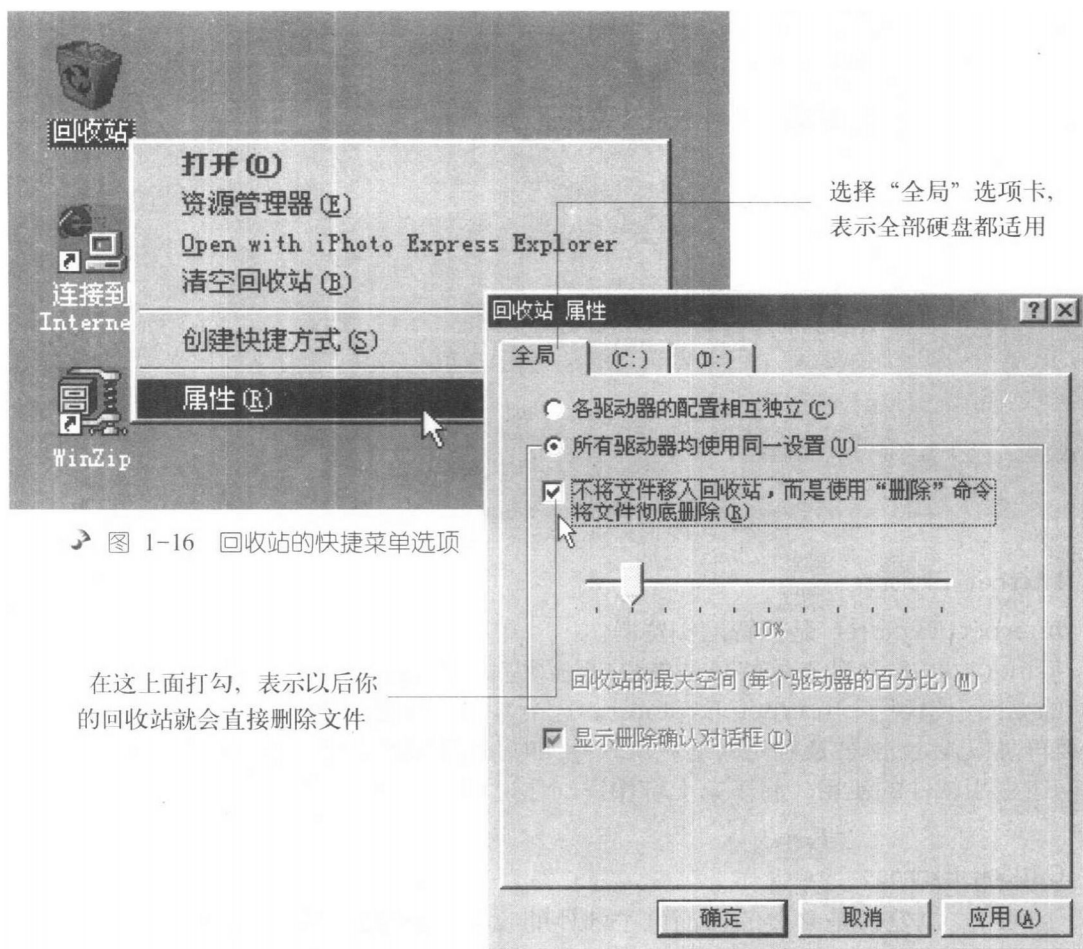 回收站
打开(O)
资源管理器(E)
Open with iPhoto Express Explorer
清空回收站(B)
创建快捷方式(S)
属性(R)
连接到
Interne
WinZip
图 1-16 回收站的快捷菜单选项
选择“全局”选项卡,
表示全部硬盘都适用
回收站 属性
全局
(C:)
(D:)
各驱动器的配置相互独立(C)
所有驱动器均使用同一设置(U)
不将文件移入回收站，而是使用“删除”命令
将文件彻底删除(R)
10%
回收站的最大空间(每个驱动器的百分比)(M)
显示删除确认对话框(D)
确定
取消
应用(A)
在这上面打勾, 表示以后你
的回收站就会直接删除文件